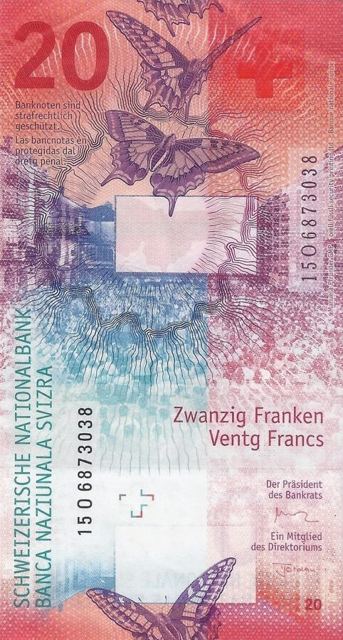 20
Banknoten sind
strafrechtlich
geschützt.
Las bancnotas èn
protegidas dal
dretg penal.
15O6873038
SCHWEIZERISCHE NATIONALBANK
BANCA NAZIUNALA SVIZRA
15O6873038
Zwanzig Franken
Ventg Francs
Der Präsident
des Bankrats
Ein Mitglied
des Direktoriums
20